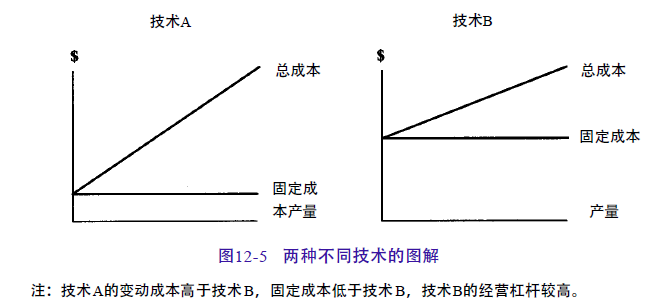 技术A
技术B
$
$
总成本
总成本
固定成本
固定成
本产量
产量
图12-5 两种不同技术的图解
注：技术A的变动成本高于技术B，固定成本低于技术B，技术B的经营杠杆较高。